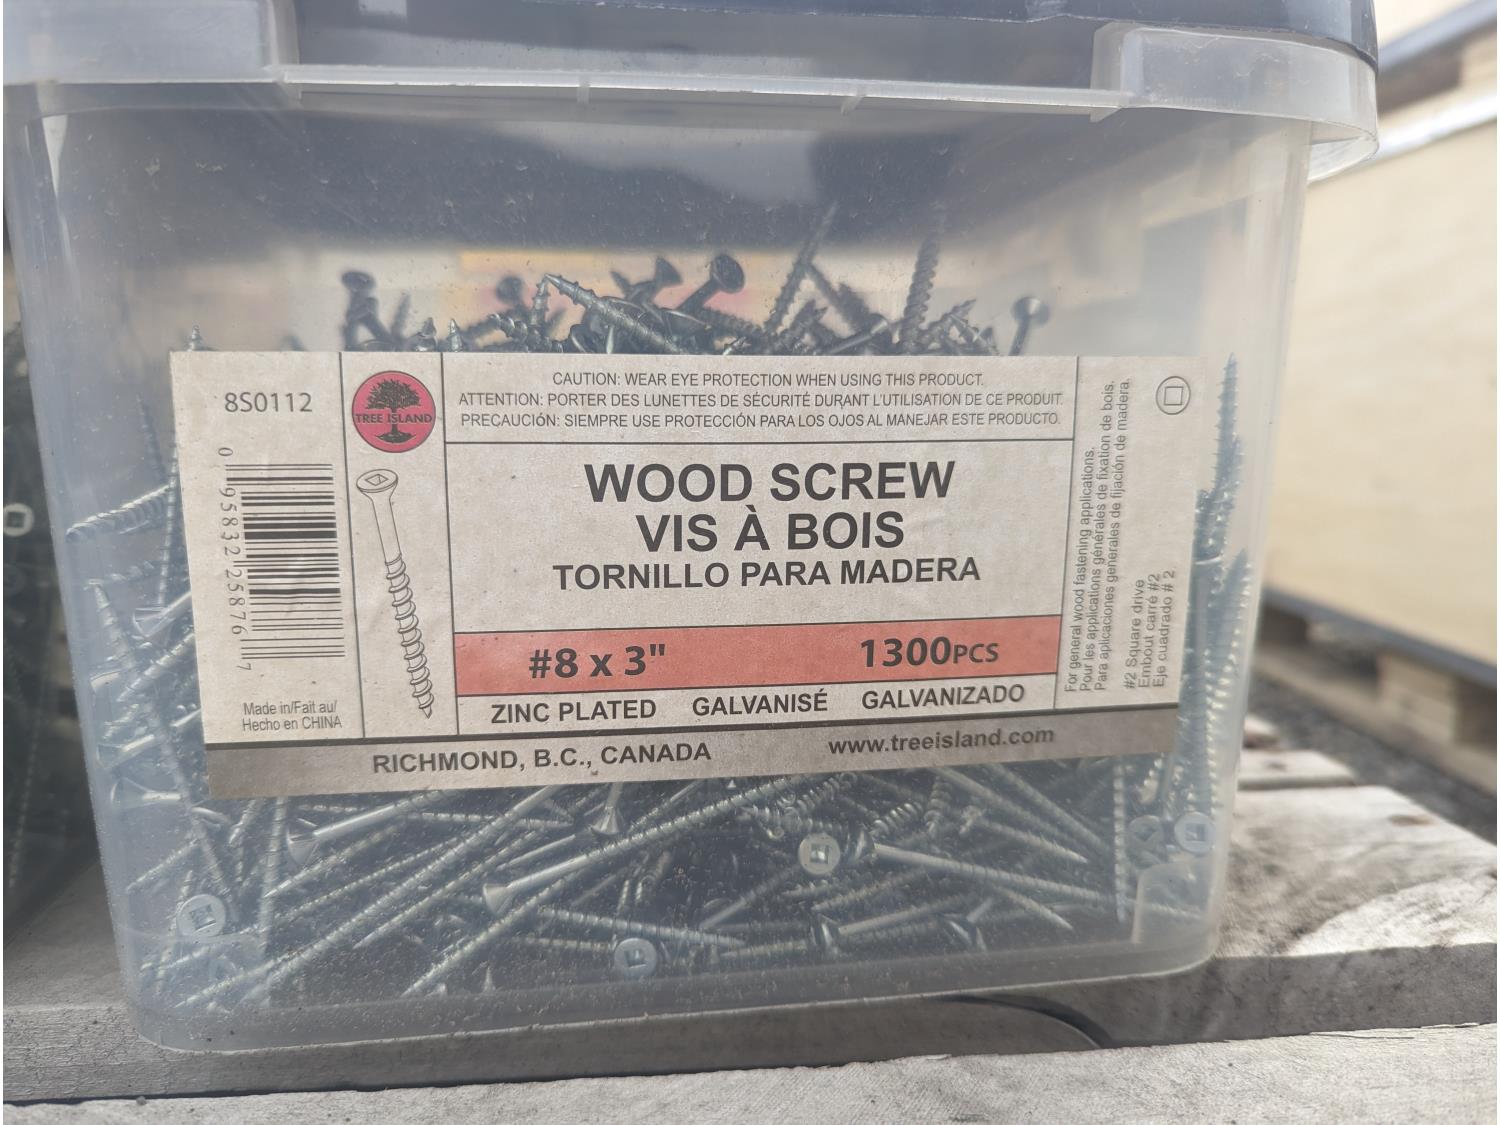 8S0112
0 95832 25876 7
Made in/Fait au/
Hecho en CHINA
TREE ISLAND
CAUTION: WEAR EYE PROTECTION WHEN USING THIS PRODUCT.
ATTENTION: PORTER DES LUNETTES DE SÉCURITÉ DURANT L'UTILISATION DE CE PRODUIT.
PRECAUCIóN: SIEMPRE USE PROTECCIÓN PARA LOS OJOS AL MANEJAR ESTE PRODUCTO.
WOOD SCREW
VIS À BOIS
TORNILLO PARA MADERA
#8 x 3" 1300PCS
ZINC PLATED GALVANISÉ GALVANIZADO
For general wood fastening applications.
Pour les applications générales de fixation de bois.
Para aplicaciones generales de fijación de madera.
#2 Square drive
Embout carré #2
Eje cuadrado # 2
RICHMOND, B.C., CANADA www.treeisland.com